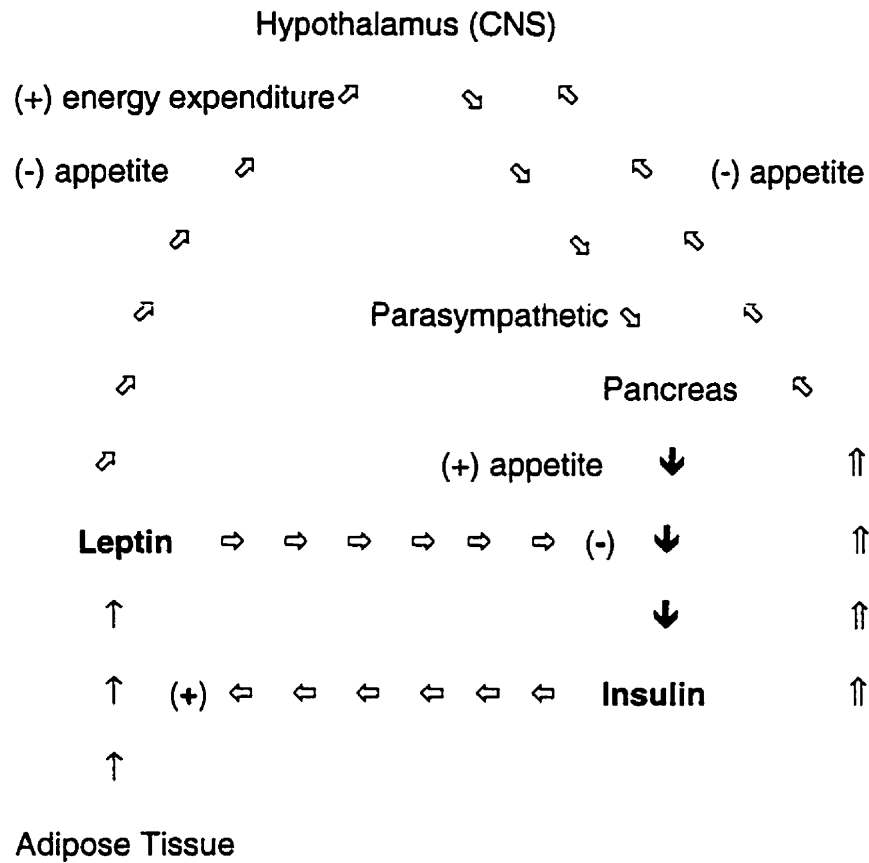 Hypothalamus (CNS)
(+) energy expenditure
(-) appetite (-) appetite
Parasympathetic
Pancreas
(+) appetite
Leptin (-)
(+) Insulin
Adipose Tissue